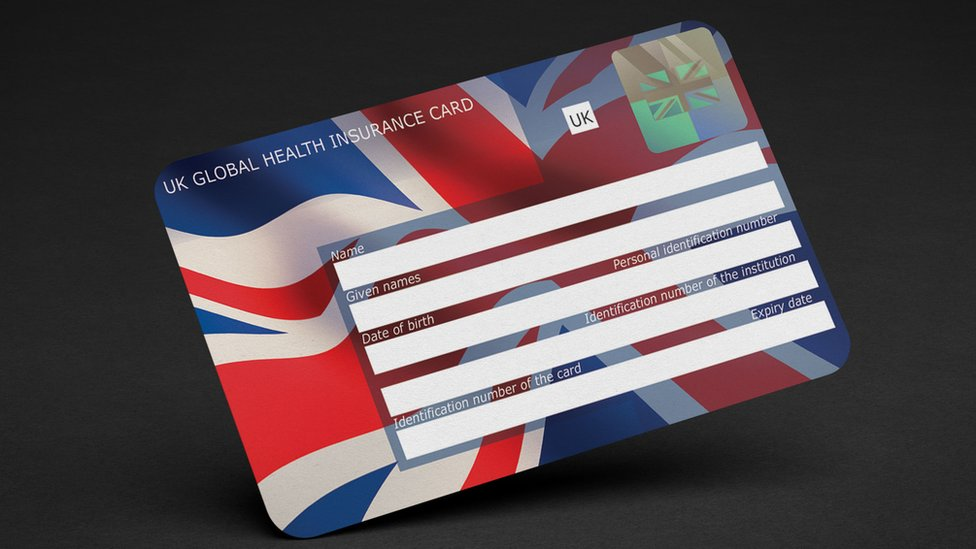 UK GLOBAL HEALTH INSURANCE CARD
UK
Name
Given names
Date of birth
Personal identification number
Identification number of the institution
Identification number of the card
Expiry date